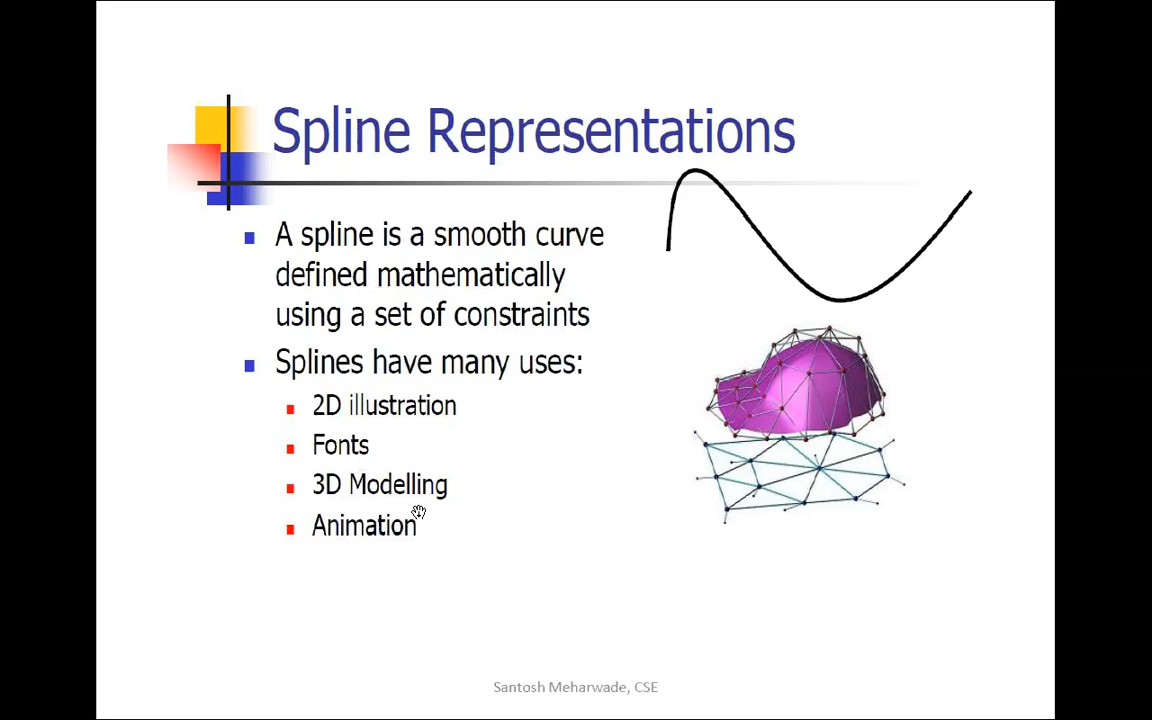 Spline Representations
A spline is a smooth curve
defined mathematically
using a set of constraints
Splines have many uses:
2D illustration
Fonts
3D Modelling
Animation
Santosh Meharwade, CSE